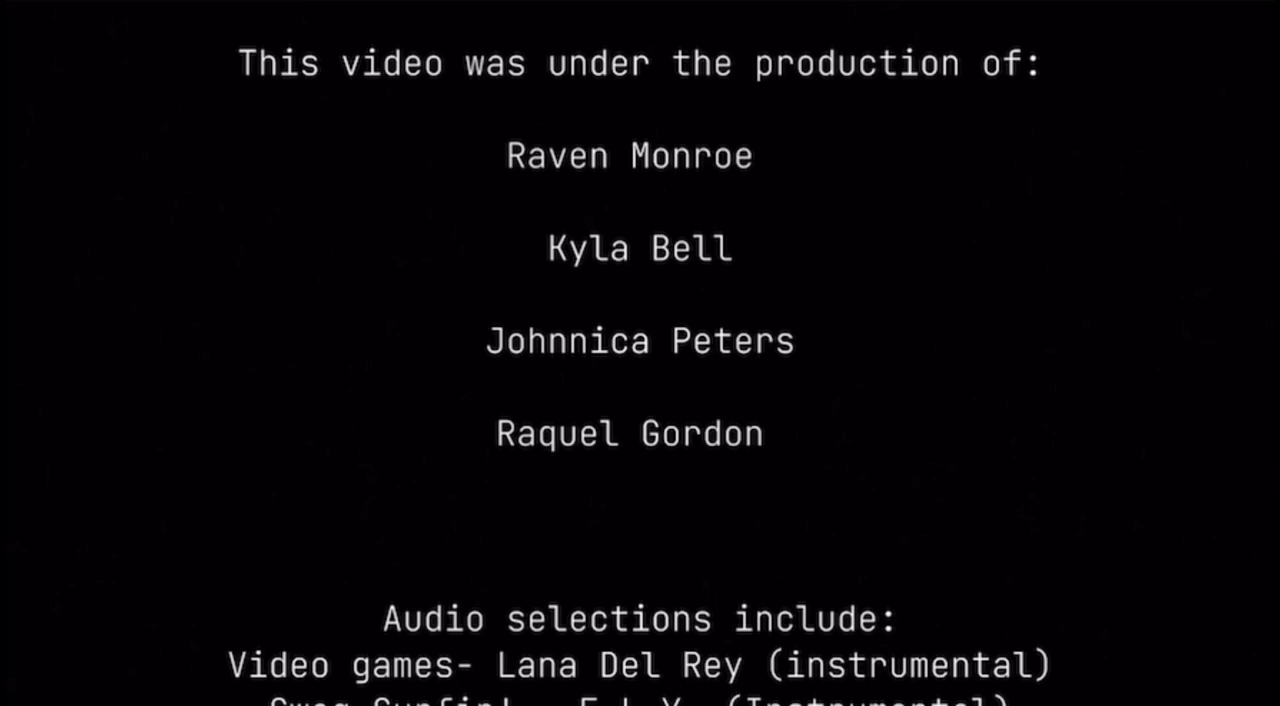 This video was under the production of:
Raven Monroe
Kyla Bell
Johnnica Peters
Raquel Gordon
Audio selections include:
Video games- Lana Del Rey (instrumental)
(Instrumental)